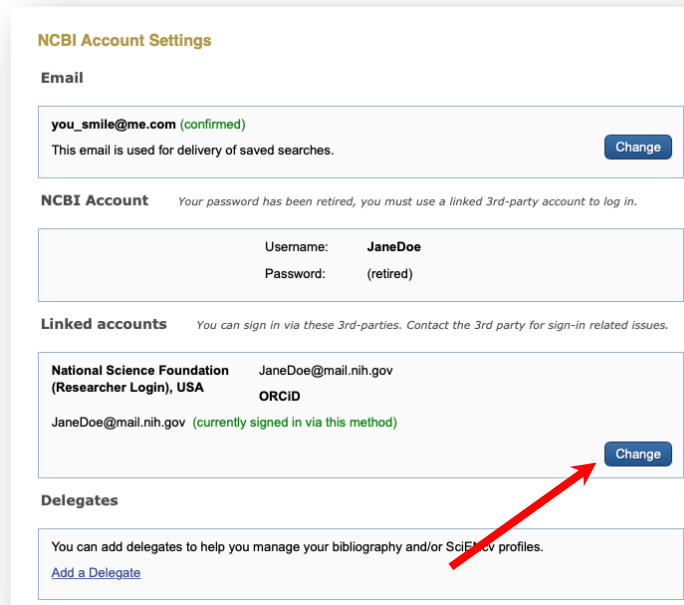 NCBI Account Settings
Email
you_smile@me.com (confirmed)
This email is used for delivery of saved searches.
Change
NCBI Account Your password has been retired, you must use a linked 3rd-party account to log in.
Username: JaneDoe
Password: (retired)
Linked accounts You can sign in via these 3rd-parties. Contact the 3rd party for sign-in related issues.
National Science Foundation JaneDoe@mail.nih.gov
(Researcher Login), USA ORCiD
JaneDoe@mail.nih.gov (currently signed in via this method)
Change
Delegates
You can add delegates to help you manage your bibliography and/or SciENcv profiles.
Add a Delegate